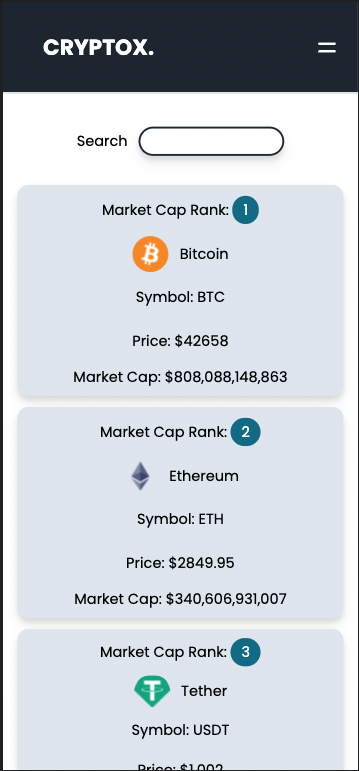 CRYPTOX.
Search
Market Cap Rank: 1
Bitcoin
Symbol: BTC
Price: $42658
Market Cap: $808,088,148,863
Market Cap Rank: 2
Ethereum
Symbol: ETH
Price: $2849.95
Market Cap: $340,606,931,007
Market Cap Rank: 3
Tether
Symbol: USDT
Price: $1.002